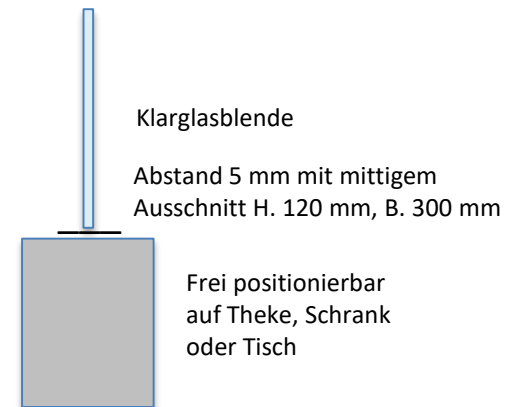 Klarglasblende
Abstand 5 mm mit mittigem
Ausschnitt H. 120 mm, B. 300 mm
Frei positionierbar
auf Theke, Schrank
oder Tisch